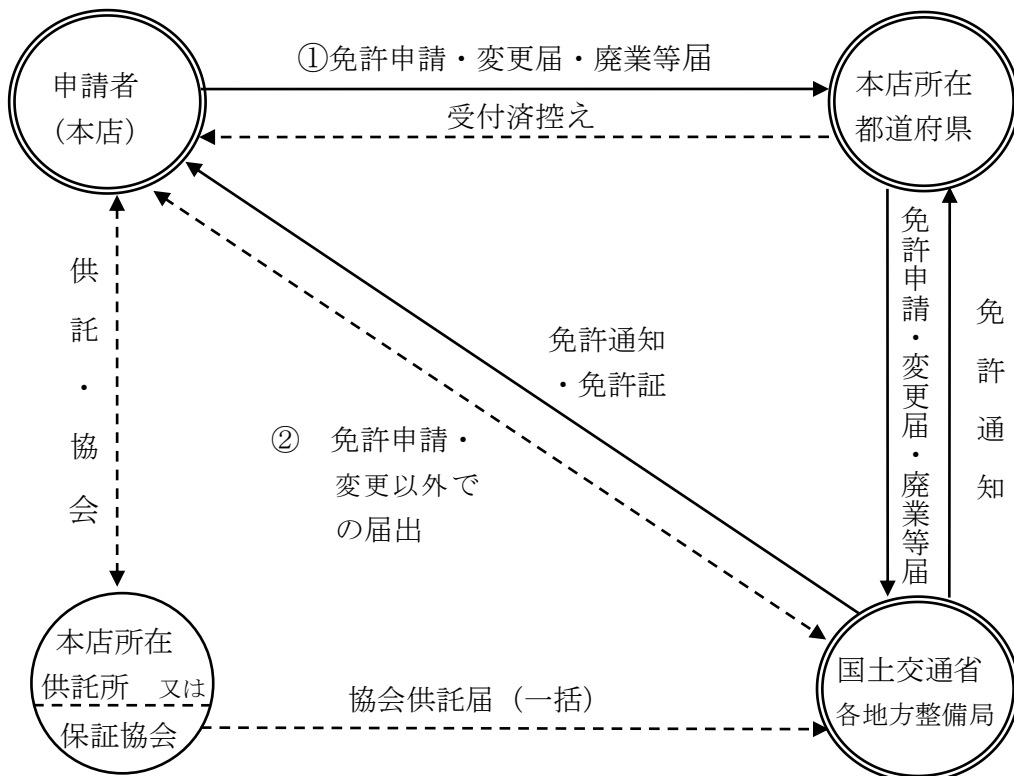 ①免許申請・変更届・廃業等届
申請者
（本店）
本店所在
都道府県
受付済控え
供託・協会
免許申請・変更届・廃業等届
免許通知
免許通知
・免許証
② 免許申請・
変更以外で
の届出
本店所在
供託所 又は
保証協会
協会供託届（一括）
国土交通省
各地方整備局